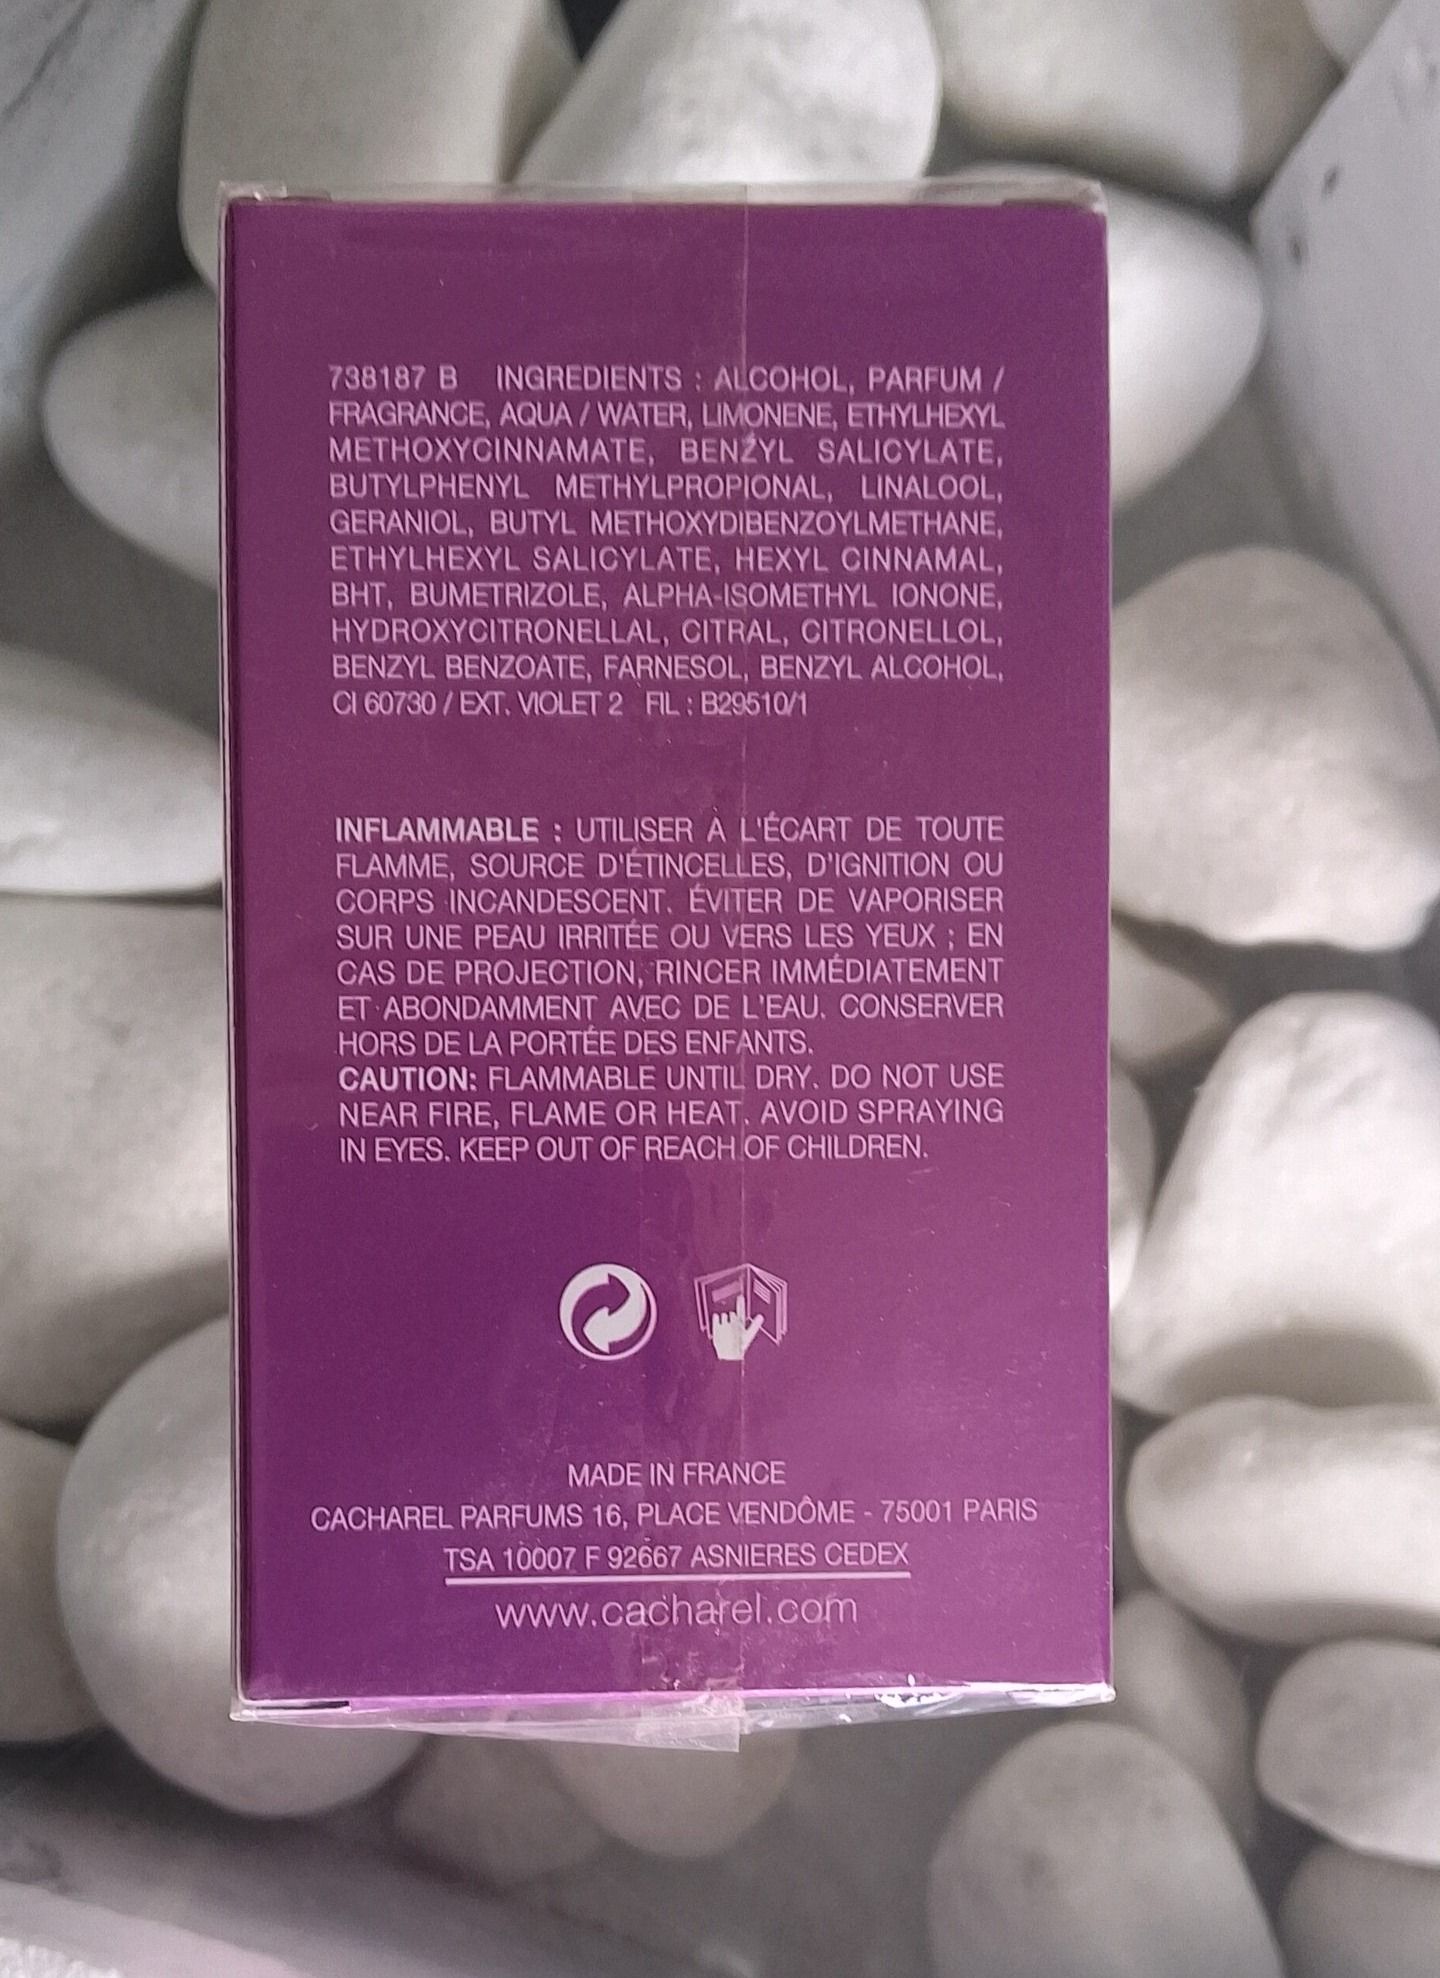 738187 B INGREDIENTS : ALCOHOL, PARFUM /
FRAGRANCE, AQUA / WATER, LIMONENE, ETHYLHEXYL
METHOXYCINNAMATE, BENZYL SALICYLATE,
BUTYLPHENYL METHYLPROPIONAL, LINALOOL,
GERANIOL, BUTYL METHOXYDIBENZOYLMETHANE,
ETHYLHEXYL SALICYLATE, HEXYL CINNAMAL,
BHT, BUMETRIZOLE, ALPHA-ISOMETHYL IONONE,
HYDROXYCITRONELLAL, CITRAL, CITRONELLOL,
BENZYL BENZOATE, FARNESOL, BENZYL ALCOHOL,
CI 60730 / EXT. VIOLET 2 FIL : B29510/1
INFLAMMABLE : UTILISER À L'ÉCART DE TOUTE
FLAMME, SOURCE D'ÉTINCELLES, D'IGNITION OU
CORPS INCANDESCENT. ÉVITER DE VAPORISER
SUR UNE PEAU IRRITÉE OU VERS LES YEUX ; EN
CAS DE PROJECTION, RINCER IMMÉDIATEMENT
ET ABONDAMMENT AVEC DE L'EAU. CONSERVER
HORS DE LA PORTÉE DES ENFANTS.
CAUTION: FLAMMABLE UNTIL DRY. DO NOT USE
NEAR FIRE, FLAME OR HEAT. AVOID SPRAYING
IN EYES. KEEP OUT OF REACH OF CHILDREN.
MADE IN FRANCE
CACHAREL PARFUMS 16, PLACE VENDÔME - 75001 PARIS
TSA 10007 F 92667 ASNIERES CEDEX
www.cacharel.com